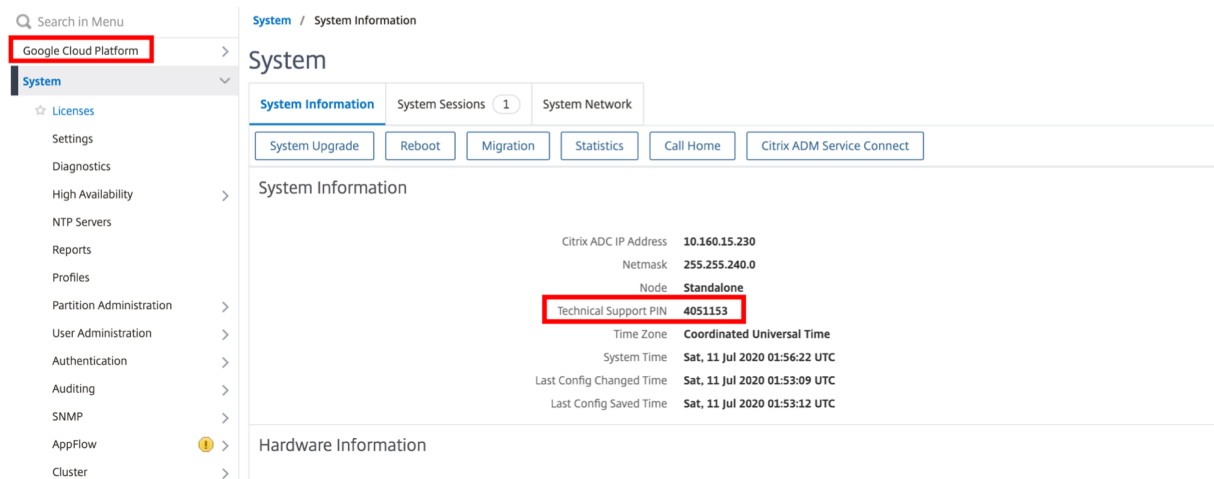 Search in Menu
Google Cloud Platform
System
Licenses
Settings
Diagnostics
High Availability
NTP Servers
Reports
Profiles
Partition Administration
User Administration
Authentication
Auditing
SNMP
AppFlow
Cluster
System / System Information
System
System Information System Sessions 1 System Network
System Upgrade Reboot Migration Statistics Call Home Citrix ADM Service Connect
System Information
Citrix ADC IP Address 10.160.15.230
Netmask 255.255.240.0
Node Standalone
Technical Support PIN 4051153
Time Zone Coordinated Universal Time
System Time Sat, 11 Jul 2020 01:56:22 UTC
Last Config Changed Time Sat, 11 Jul 2020 01:53:09 UTC
Last Config Saved Time Sat, 11 Jul 2020 01:53:12 UTC
Hardware Information